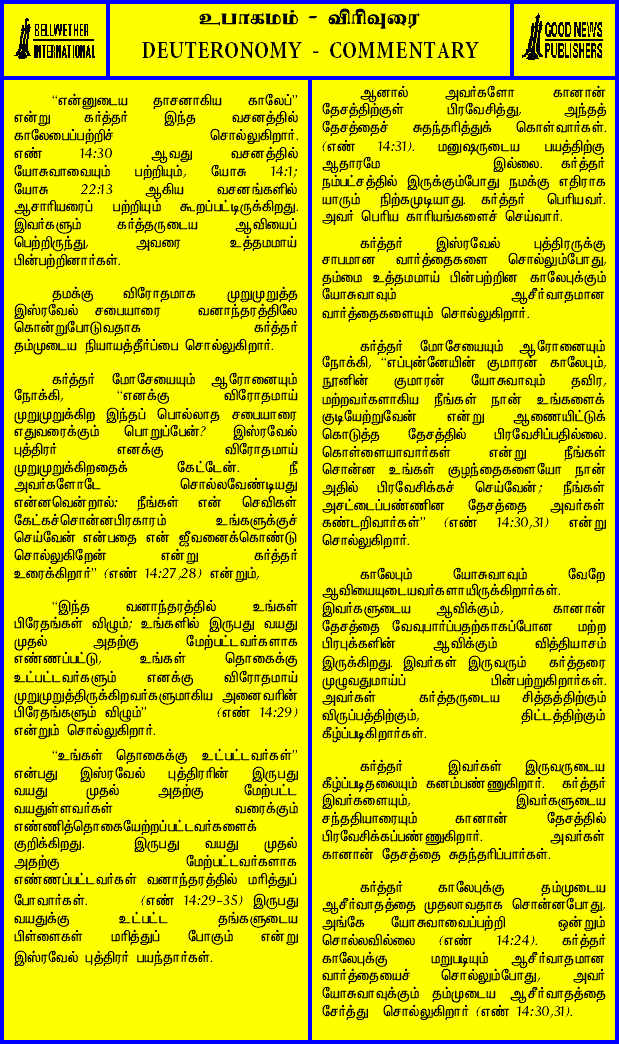 BELLWETHER
INTERNATIONAL
உபாகமம் - விரிவுரை
DEUTERONOMY - COMMENTARY
GOOD NEWS
PUBLISHERS
“என்னுடைய தாசனாகிய காலேப்”
என்று கர்த்தர் இந்த வசனத்தில்
காலேபைப்பற்றிச் சொல்லுகிறார்.
எண் 14:30 ஆவது வசனத்தில்
யோசுவாவையும் பற்றியும், யோசு 14:1;
யோசு 22:13 ஆகிய வசனங்களில்
ஆசாரியரைப் பற்றியும் கூறப்பட்டிருக்கிறது.
இவர்களும் கர்த்தருடைய ஆவியைப்
பெற்றிருந்து, அவரை உத்தமமாய்
பின்பற்றினார்கள்.
தமக்கு விரோதமாக முறுமுறுத்த
இஸ்ரவேல் சபையாரை வனாந்தரத்திலே
கொன்றுபோடுவதாக கர்த்தர்
தம்முடைய நியாயத்தீர்ப்பை சொல்லுகிறார்.
கர்த்தர் மோசேயையும் ஆரோனையும்
நோக்கி, “எனக்கு விரோதமாய்
முறுமுறுக்கிற இந்தப் பொல்லாத சபையாரை
எதுவரைக்கும் பொறுப்பேன்? இஸ்ரவேல்
புத்திரர் எனக்கு விரோதமாய்
முறுமுறுக்கிறதைக் கேட்டேன். நீ
அவர்களோடே சொல்லவேண்டியது
என்னவென்றால்: நீங்கள் என் செவிகள்
கேட்கச்சொன்னபிரகாரம் உங்களுக்குச்
செய்வேன் என்பதை என் ஜீவனைக்கொண்டு
சொல்லுகிறேன் என்று கர்த்தர்
உரைக்கிறார்” (எண் 14:27,28) என்றும்,
“இந்த வனாந்தரத்தில் உங்கள்
பிரேதங்கள் விழும்; உங்களில் இருபது வயது
முதல் அதற்கு மேற்பட்டவர்களாக
எண்ணப்பட்டு, உங்கள் தொகைக்கு
உட்பட்டவர்களும் எனக்கு விரோதமாய்
முறுமுறுத்திருக்கிறவர்களுமாகிய அனைவரின்
பிரேதங்களும் விழும்” (எண் 14:29)
என்றும் சொல்லுகிறார்.
“உங்கள் தொகைக்கு உட்பட்டவர்கள்”
என்பது இஸ்ரவேல் புத்திரரின் இருபது
வயது முதல் அதற்கு மேற்பட்ட
வயதுள்ளவர்கள் வரைக்கும்
எண்ணித்தொகையேற்றப்பட்டவர்களைக்
குறிக்கிறது. இருபது வயது முதல்
அதற்கு மேற்பட்டவர்களாக
எண்ணப்பட்டவர்கள் வனாந்தரத்தில் மரித்துப்
போவார்கள். (எண் 14:29-35) இருபது
வயதுக்கு உட்பட்ட தங்களுடைய
பிள்ளைகள் மரித்துப் போகும் என்று
இஸ்ரவேல் புத்திரர் பயந்தார்கள்.
ஆனால் அவர்களோ கானான்
தேசத்திற்குள் பிரவேசித்து, அந்தத்
தேசத்தைச் சுதந்தரித்துக் கொள்வார்கள்.
(எண் 14:31). மனுஷருடைய பயத்திற்கு
ஆதாரமே இல்லை. கர்த்தர்
நம்பட்சத்தில் இருக்கும்போது நமக்கு எதிராக
யாரும் நிற்கமுடியாது. கர்த்தர் பெரியவர்.
அவர் பெரிய காரியங்களைச் செய்வார்.
கர்த்தர் இஸ்ரவேல் புத்திரருக்கு
சாபமான வார்த்தைகளை சொல்லும்போது,
தம்மை உத்தமமாய் பின்பற்றின காலேபுக்கும்
யோசுவாவும் ஆசீர்வாதமான
வார்த்தைகளையும் சொல்லுகிறார்.
கர்த்தர் மோசேயையும் ஆரோனையும்
நோக்கி, “எப்புன்னேயின் குமாரன் காலேபும்,
நூனின் குமாரன் யோசுவாவும் தவிர,
மற்றவர்களாகிய நீங்கள் நான் உங்களைக்
குடியேற்றுவேன் என்று ஆணையிட்டுக்
கொடுத்த தேசத்தில் பிரவேசிப்பதில்லை.
கொள்ளையாவார்கள் என்று நீங்கள்
சொன்ன உங்கள் குழந்தைகளையோ நான்
அதில் பிரவேசிக்கச் செய்வேன்; நீங்கள்
அசட்டைப்பண்ணின தேசத்தை அவர்கள்
கண்டறிவார்கள்” (எண் 14:30,31) என்று
சொல்லுகிறார்.
காலேபும் யோசுவாவும் வேறே
ஆவியையுடையவர்களாயிருக்கிறார்கள்.
இவர்களுடைய ஆவிக்கும், கானான்
தேசத்தை வேவுபார்ப்பதற்காகப்போன மற்ற
பிரபுக்களின் ஆவிக்கும் வித்தியாசம்
இருக்கிறது. இவர்கள் இருவரும் கர்த்தரை
முழுவதுமாய்ப் பின்பற்றுகிறார்கள்.
அவர்கள் கர்த்தருடைய சித்தத்திற்கும்
விருப்பத்திற்கும், திட்டத்திற்கும்
கீழ்ப்படிகிறார்கள்.
கர்த்தர் இவர்கள் இருவருடைய
கீழ்ப்படிதலையும் கனம்பண்ணுகிறார். கர்த்தர்
இவர்களையும், இவர்களுடைய
சந்ததியாரையும் கானான் தேசத்தில்
பிரவேசிக்கப்பண்ணுகிறார். அவர்கள்
கானான் தேசத்தை சுதந்தரிப்பார்கள்.
கர்த்தர் காலேபுக்கு தம்முடைய
ஆசீர்வாதத்தை முதலாவதாக சொன்னபோது,
அங்கே யோசுவாவைப்பற்றி ஒன்றும்
சொல்லவில்லை (எண் 14:24). கர்த்தர்
காலேபுக்கு மறுபடியும் ஆசீர்வாதமான
வார்த்தையைச் சொல்லும்போது, அவர்
யோசுவாவுக்கும் தம்முடைய ஆசீர்வாதத்தை
சேர்த்து சொல்லுகிறார் (எண் 14:30,31).